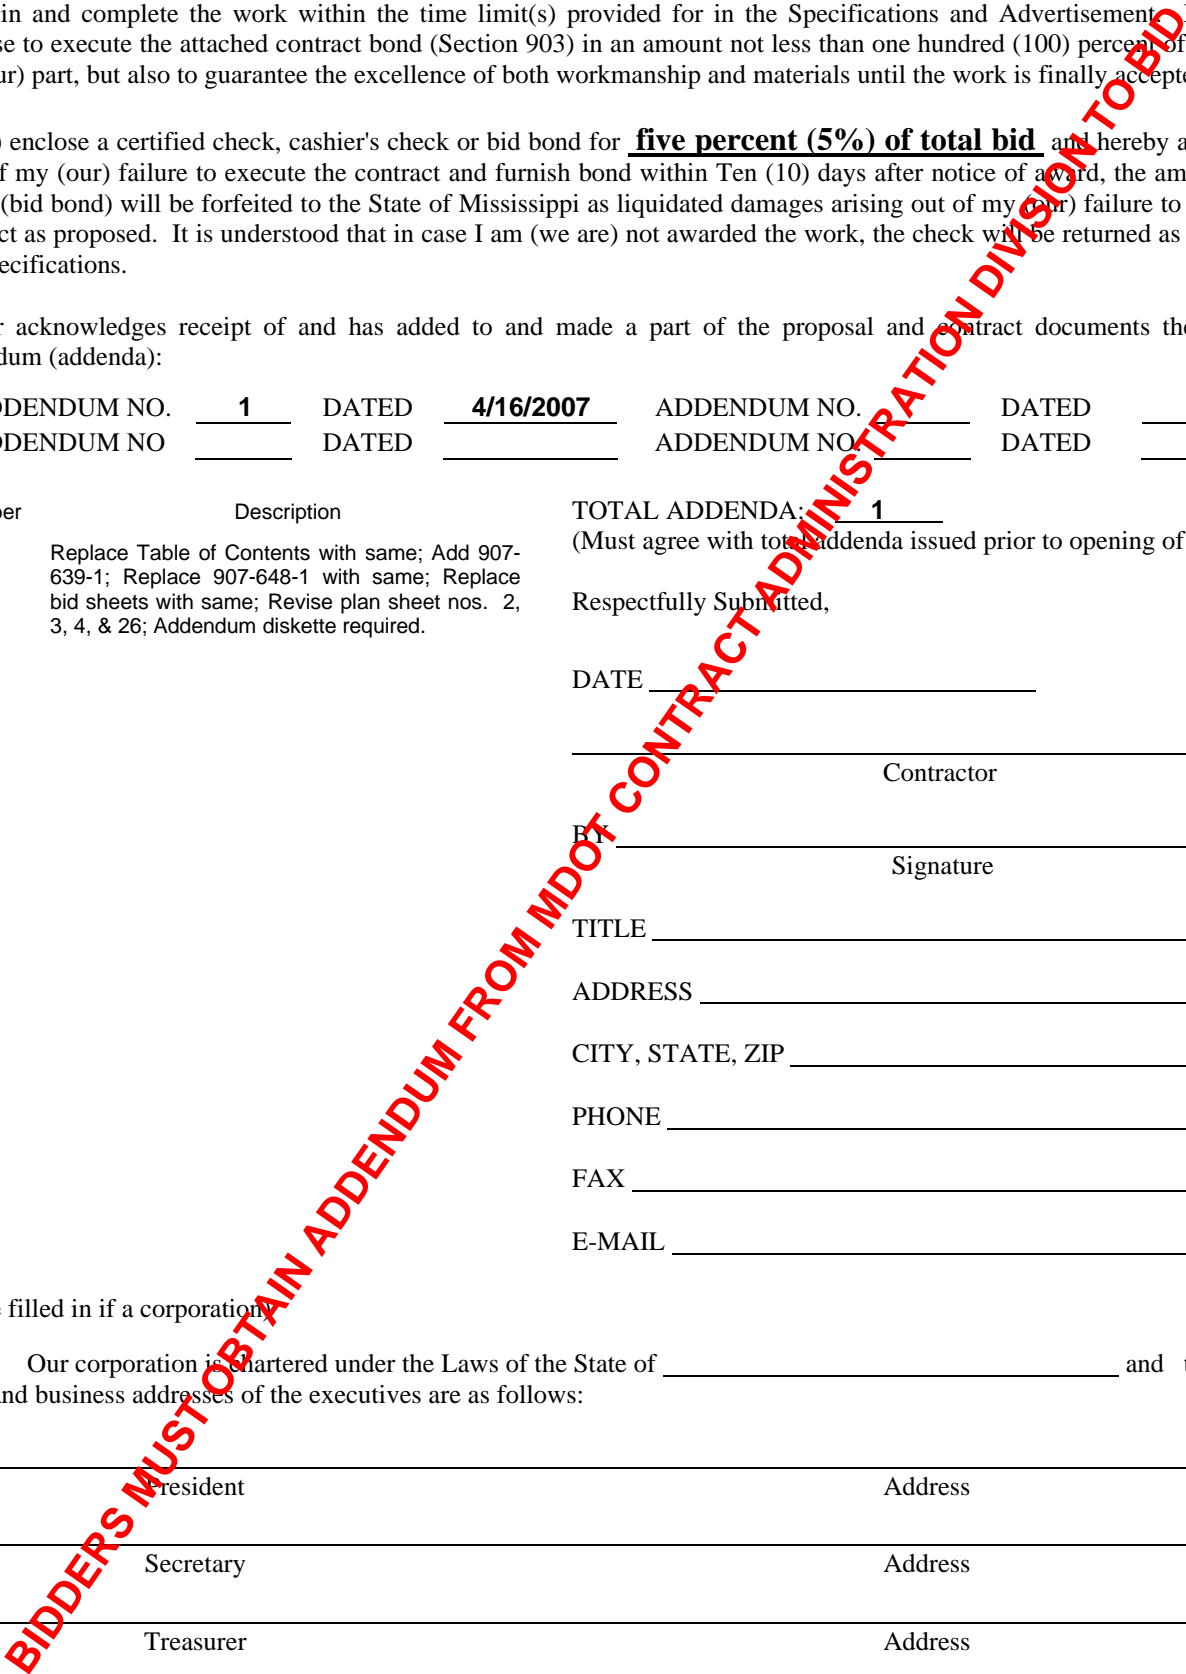 in and complete the work within the time limit(s) provided for in the Specifications and Advertisement.
se to execute the attached contract bond (Section 903) in an amount not less than one hundred (100) percent of
ur) part, but also to guarantee the excellence of both workmanship and materials until the work is finally accepte
) enclose a certified check, cashier's check or bid bond for five percent (5%) of total bid and hereby a
f my (our) failure to execute the contract and furnish bond within Ten (10) days after notice of award, the am
(bid bond) will be forfeited to the State of Mississippi as liquidated damages arising out of my (our) failure to
ct as proposed. It is understood that in case I am (we are) not awarded the work, the check will be returned as
ecifications.
r acknowledges receipt of and has added to and made a part of the proposal and contract documents the
dum (addenda):
DDENDUM NO. 1 DATED 4/16/2007 ADDENDUM NO. DATED
DDENDUM NO DATED ADDENDUM NO. DATED
ber Description TOTAL ADDENDA: 1
(Must agree with total addenda issued prior to opening of
Replace Table of Contents with same; Add 907-
639-1; Replace 907-648-1 with same; Replace
bid sheets with same; Revise plan sheet nos. 2,
3, 4, & 26; Addendum diskette required.
Respectfully Submitted,
DATE
Contractor
BY
Signature
TITLE
ADDRESS
CITY, STATE, ZIP
PHONE
FAX
E-MAIL
e filled in if a corporation)
Our corporation is chartered under the Laws of the State of and t
and business addresses of the executives are as follows:
President Address
Secretary Address
Treasurer Address
BIDDERS MUST OBTAIN ADDENDUM FROM MDOT CONTRACT ADMINISTRATION DIVISION TO BID